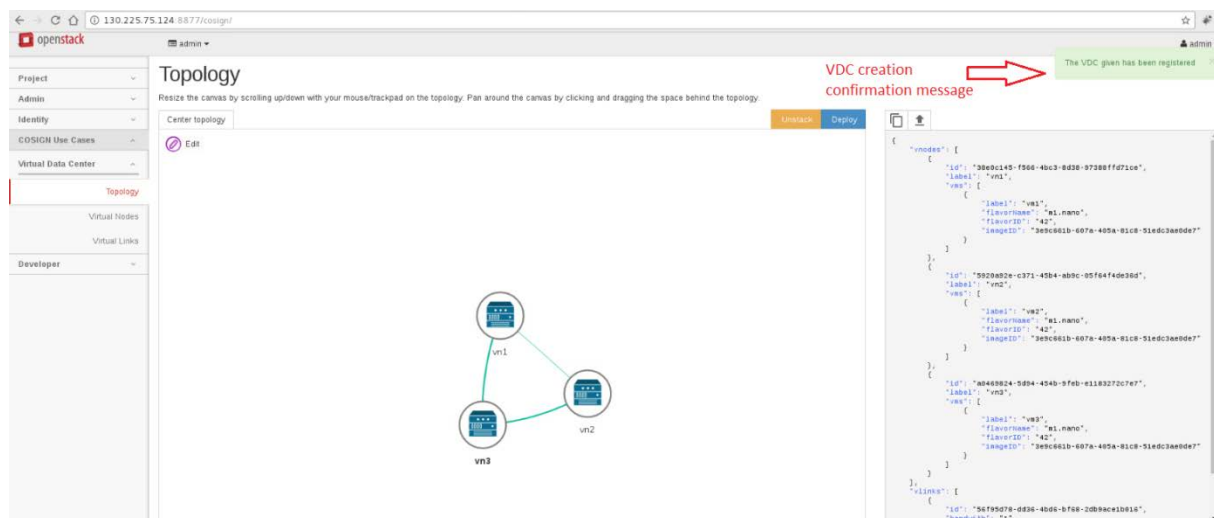 130.225.75.124:8877/cosign/
openstack
admin
admin
The VDC given has been registered
VDC creation
confirmation message
Project
Admin
Identity
COSIGN Use Cases
Virtual Data Center
Topology
Virtual Nodes
Virtual Links
Developer
Topology
Resize the canvas by scrolling up/down with your mouse/trackpad on the topology. Pan around the canvas by clicking and dragging the space behind the topology.
Center topology
Unstack
Deploy
Edit
vn1
vn2
vn3
{
"vnodes": [
{
"id": "30e0c145-f566-4bc3-8d38-97388ffd71ce",
"label": "vn1",
"vms": [
{
"label": "vm1",
"flavorName": "m1.nano",
"flavorID": "42",
"imageID": "3e9c661b-607a-405a-81c8-51edc3ae0de7"
}
]
},
{
"id": "5920a92e-c371-45b4-ab9c-05f64f4de36d",
"label": "vn2",
"vms": [
{
"label": "vm2",
"flavorName": "m1.nano",
"flavorID": "42",
"imageID": "3e9c661b-607a-405a-81c8-51edc3ae0de7"
}
]
},
{
"id": "a0469824-5d94-454b-9feb-e1183272c7e7",
"label": "vn3",
"vms": [
{
"label": "vm3",
"flavorName": "m1.nano",
"flavorID": "42",
"imageID": "3e9c661b-607a-405a-81c8-51edc3ae0de7"
}
]
}
],
"vlinks": [
{
"id": "56f95d78-dd36-4bd6-bf68-2db9ace1b016",